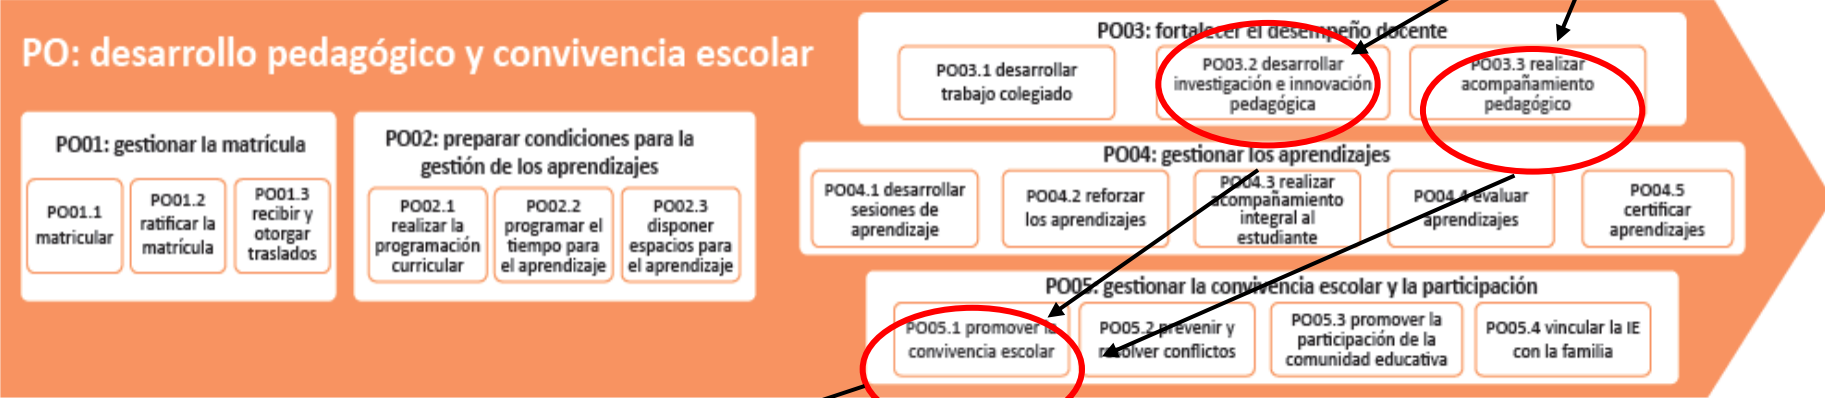 PO: desarrollo pedagógico y convivencia escolar
PO01: gestionar la matrícula
PO01.1
matricular
PO01.2
ratificar la
matrícula
PO01.3
recibir y
otorgar
traslados
PO02: preparar condiciones para la
gestión de los aprendizajes
PO02.1
realizar la
programación
curricular
PO02.2
programar el
tiempo para
el aprendizaje
PO02.3
disponer
espacios para
el aprendizaje
PO03: fortalecer el desempeño docente
PO03.1 desarrollar
trabajo colegiado
PO03.2 desarrollar
investigación e innovación
pedagógica
PO03.3 realizar
acompañamiento
pedagógico
PO04: gestionar los aprendizajes
PO04.1 desarrollar
sesiones de
aprendizaje
PO04.2 reforzar
los aprendizajes
PO04.3 realizar
acompañamiento
integral al
estudiante
PO04.4 evaluar
aprendizajes
PO04.5
certificar
aprendizajes
PO05: gestionar la convivencia escolar y la participación
PO05.1 promover la
convivencia escolar
PO05.2 prevenir y
resolver conflictos
PO05.3 promover la
participación de la
comunidad educativa
PO05.4 vincular la IE
con la familia